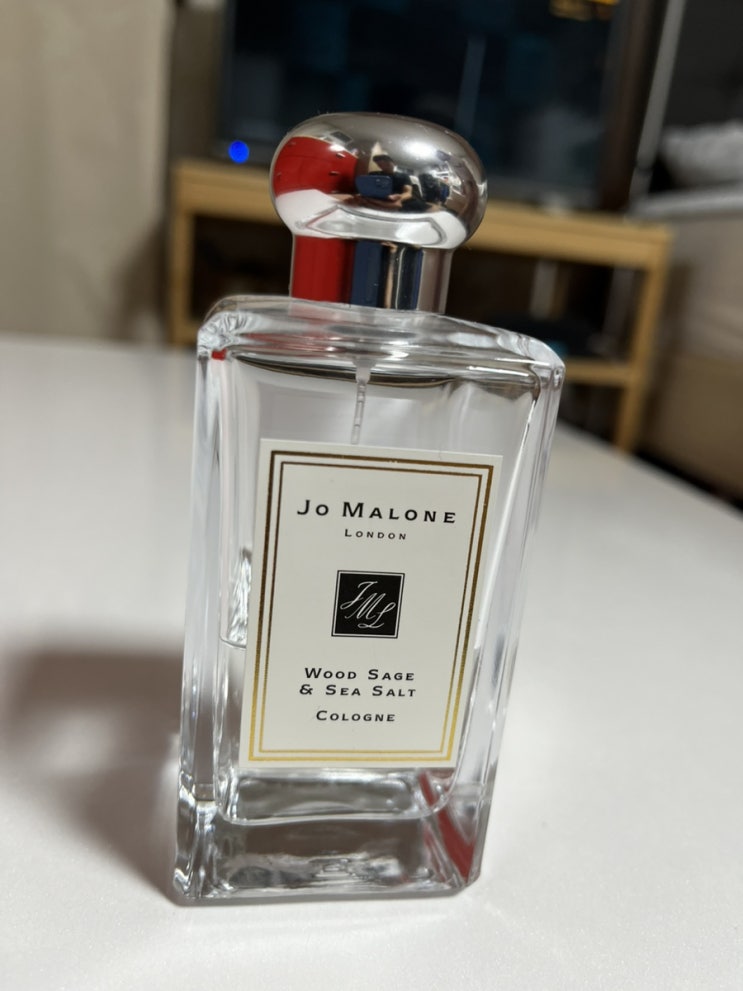 Jo Malone
London
JML
Wood Sage
& Sea Salt
Cologne